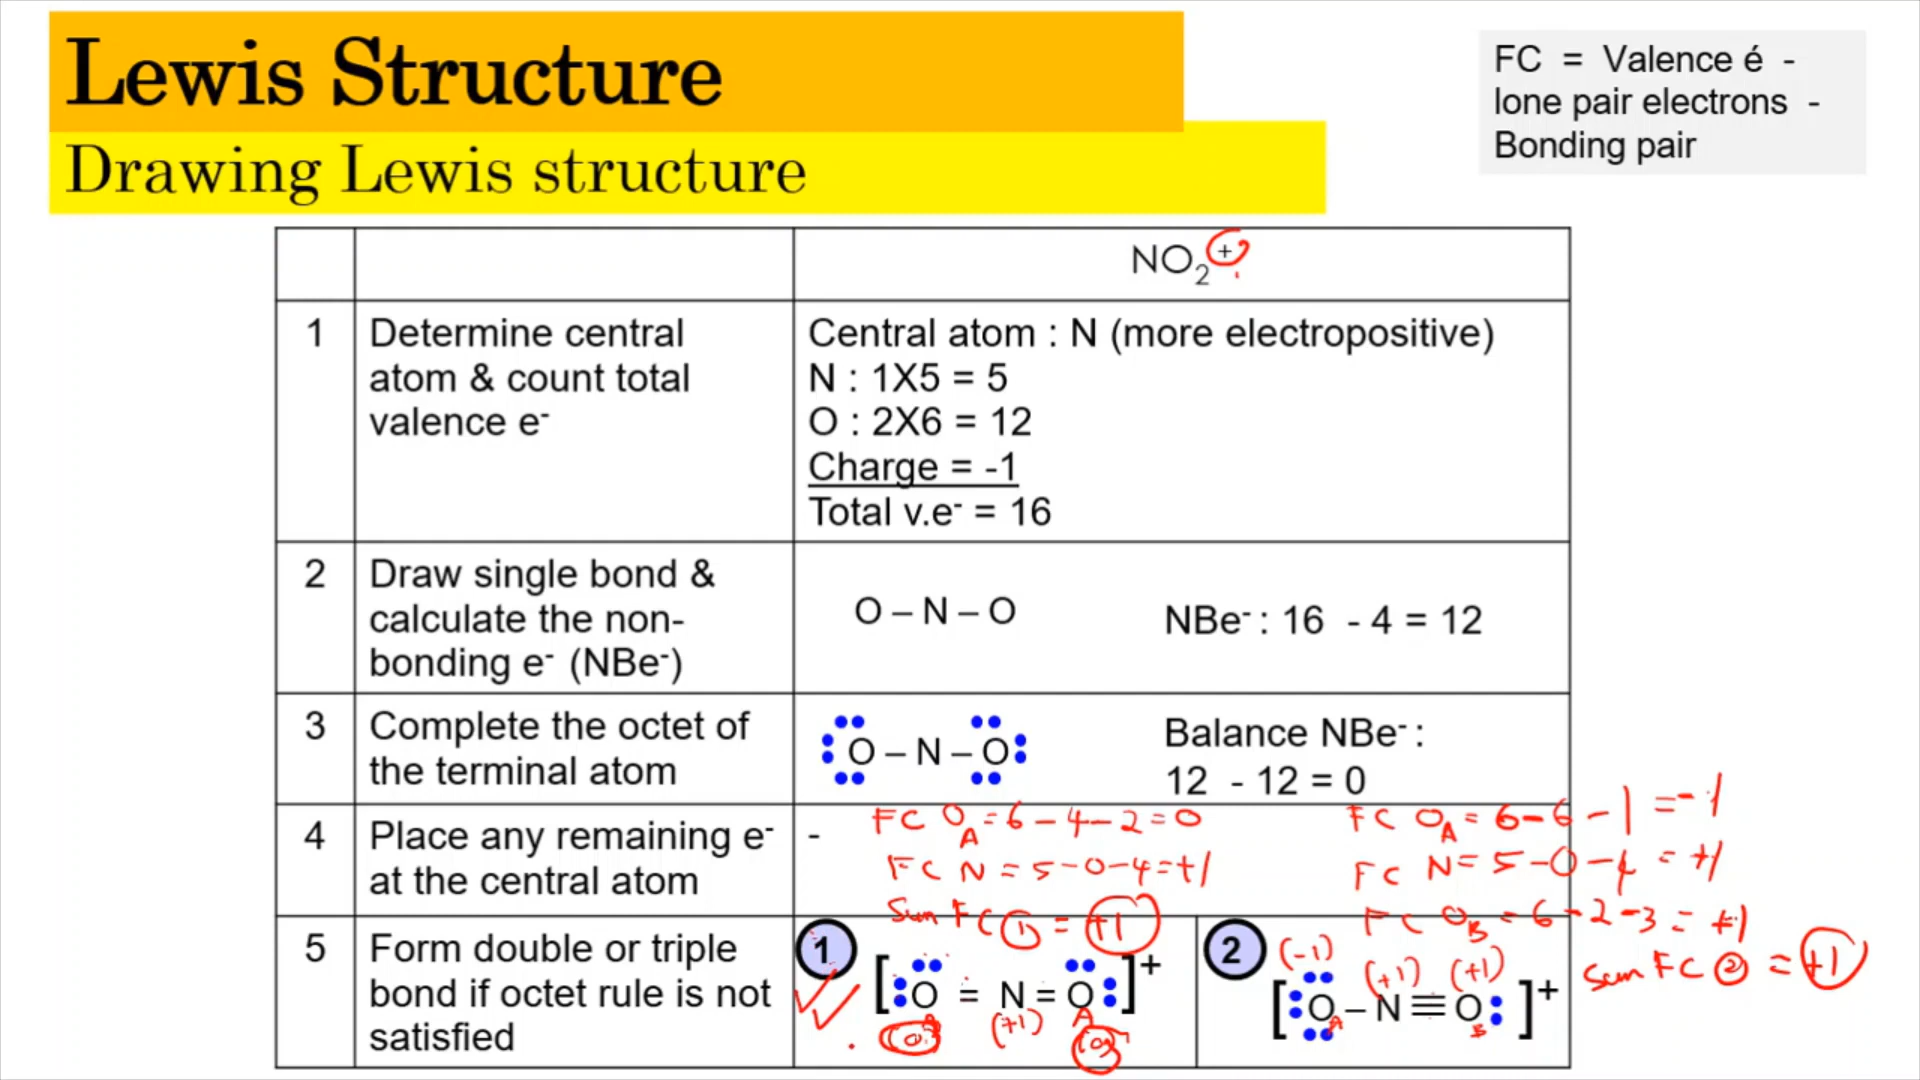 Lewis Structure
Drawing Lewis structure
FC = Valence é -
lone pair electrons -
Bonding pair
NO₂⁺
1
Determine central
atom & count total
valence e⁻
Central atom : N (more electropositive)
N : 1X5 = 5
O : 2X6 = 12
Charge = -1
Total v.e⁻ = 16
2
Draw single bond &
calculate the non-
bonding e⁻ (NBe⁻)
O – N – O
NBe⁻ : 16 - 4 = 12
3
Complete the octet of
the terminal atom
O – N – O
Balance NBe⁻ :
12 - 12 = 0
4
Place any remaining e⁻
at the central atom
-
FC O_A = 6 - 4 - 2 = 0
FC N = 5 - 0 - 4 = +1
Sum FC ① = +1
FC O_A = 6 - 6 - 1 = -1
FC N = 5 - 0 - 4 = +1
FC O_B = 6 - 2 - 3 = +1
Sum FC ② = +1
5
Form double or triple
bond if octet rule is not
satisfied
1
[O = N = O]⁺
A A
(0) (+1) (0)
2
(-1) (+1) (+1)
[O – N ≡ O]⁺
A B